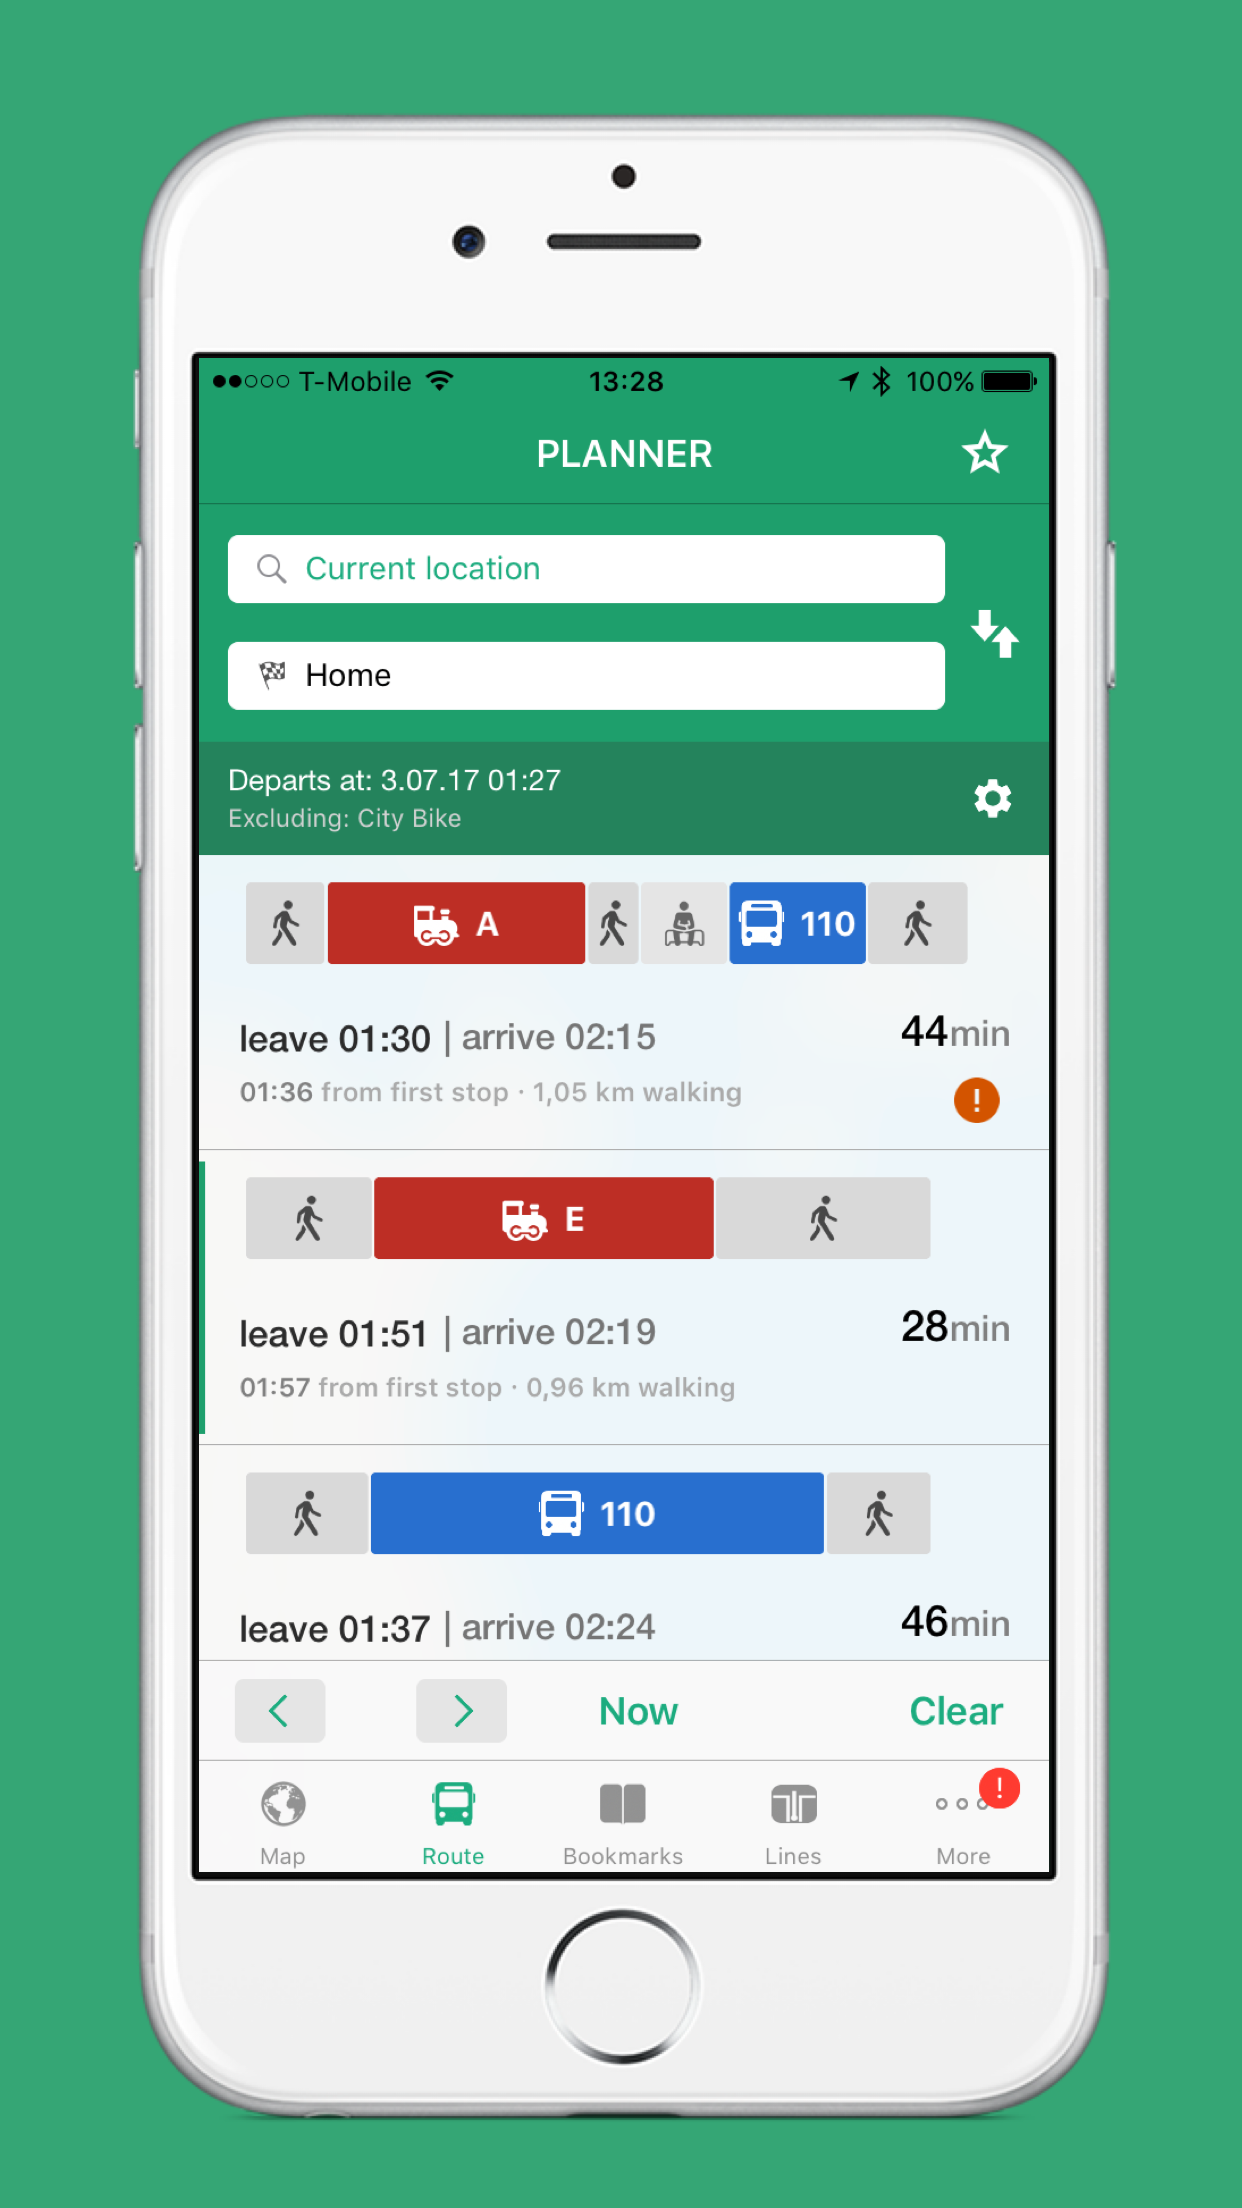 T-Mobile 13:28 100%
PLANNER
Current location
Home
Departs at: 3.07.17 01:27
Excluding: City Bike
A 110
leave 01:30 | arrive 02:15 44min
01:36 from first stop · 1,05 km walking
!
E
leave 01:51 | arrive 02:19 28min
01:57 from first stop · 0,96 km walking
110
leave 01:37 | arrive 02:24 46min
Now Clear
!
Map Route Bookmarks Lines More